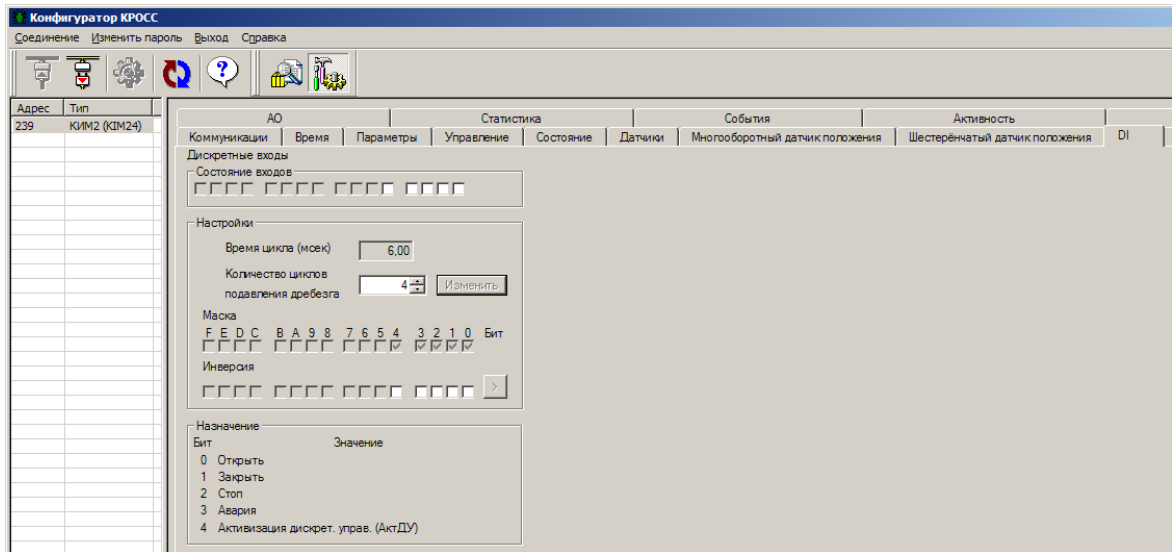 Конфигуратор КРОСС
Соединение Изменить пароль Выход Справка
Адрес Тип
239 КИМ2 (KIM24)
АО Статистика События Активность
Коммуникации Время Параметры Управление Состояние Датчики Многооборотный датчик положения Шестерёнчатый датчик положения DI
Дискретные входы
Состояние входов
Настройки
Время цикла (мсек) 6,00
Количество циклов
подавления дребезга 4 Изменить
Маска
F E D C B A 9 8 7 6 5 4 3 2 1 0 Бит
Инверсия
>
Назначение
Бит Значение
0 Открыть
1 Закрыть
2 Стоп
3 Авария
4 Активизация дискрет. управ. (АктДУ)